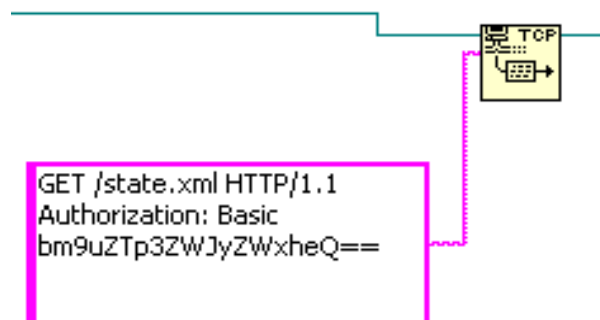 TCP
GET /state.xml HTTP/1.1
Authorization: Basic
bm9uZTp3ZWJyZWxheQ==